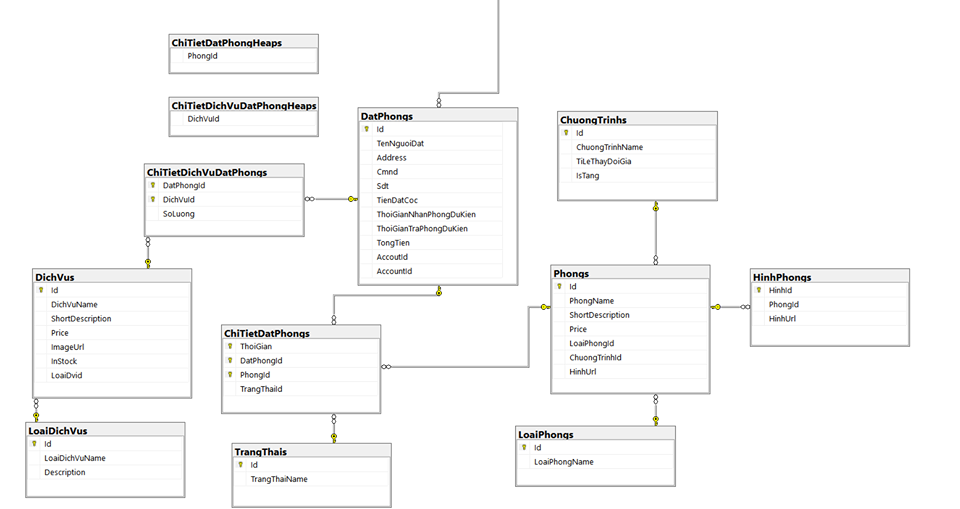 ChiTietDatPhongHeaps
PhongId
ChiTietDichVuDatPhongHeaps
DichVuId
DatPhongs
Id
TenNguoiDat
Address
Cmnd
Sdt
TienDatCoc
ThoiGianNhanPhongDuKien
ThoiGianTraPhongDuKien
TongTien
AccoutId
AccountId
ChuongTrinhs
Id
ChuongTrinhName
TiLeThayDoiGia
IsTang
ChiTietDichVuDatPhongs
DatPhongId
DichVuId
SoLuong
DichVus
Id
DichVuName
ShortDescription
Price
ImageUrl
InStock
LoaiDvid
Phongs
Id
PhongName
ShortDescription
Price
LoaiPhongId
ChuongTrinhId
HinhUrl
HinhPhongs
HinhId
PhongId
HinhUrl
ChiTietDatPhongs
ThoiGian
DatPhongId
PhongId
TrangThaiId
LoaiDichVus
Id
LoaiDichVuName
Description
TrangThais
Id
TrangThaiName
LoaiPhongs
Id
LoaiPhongName